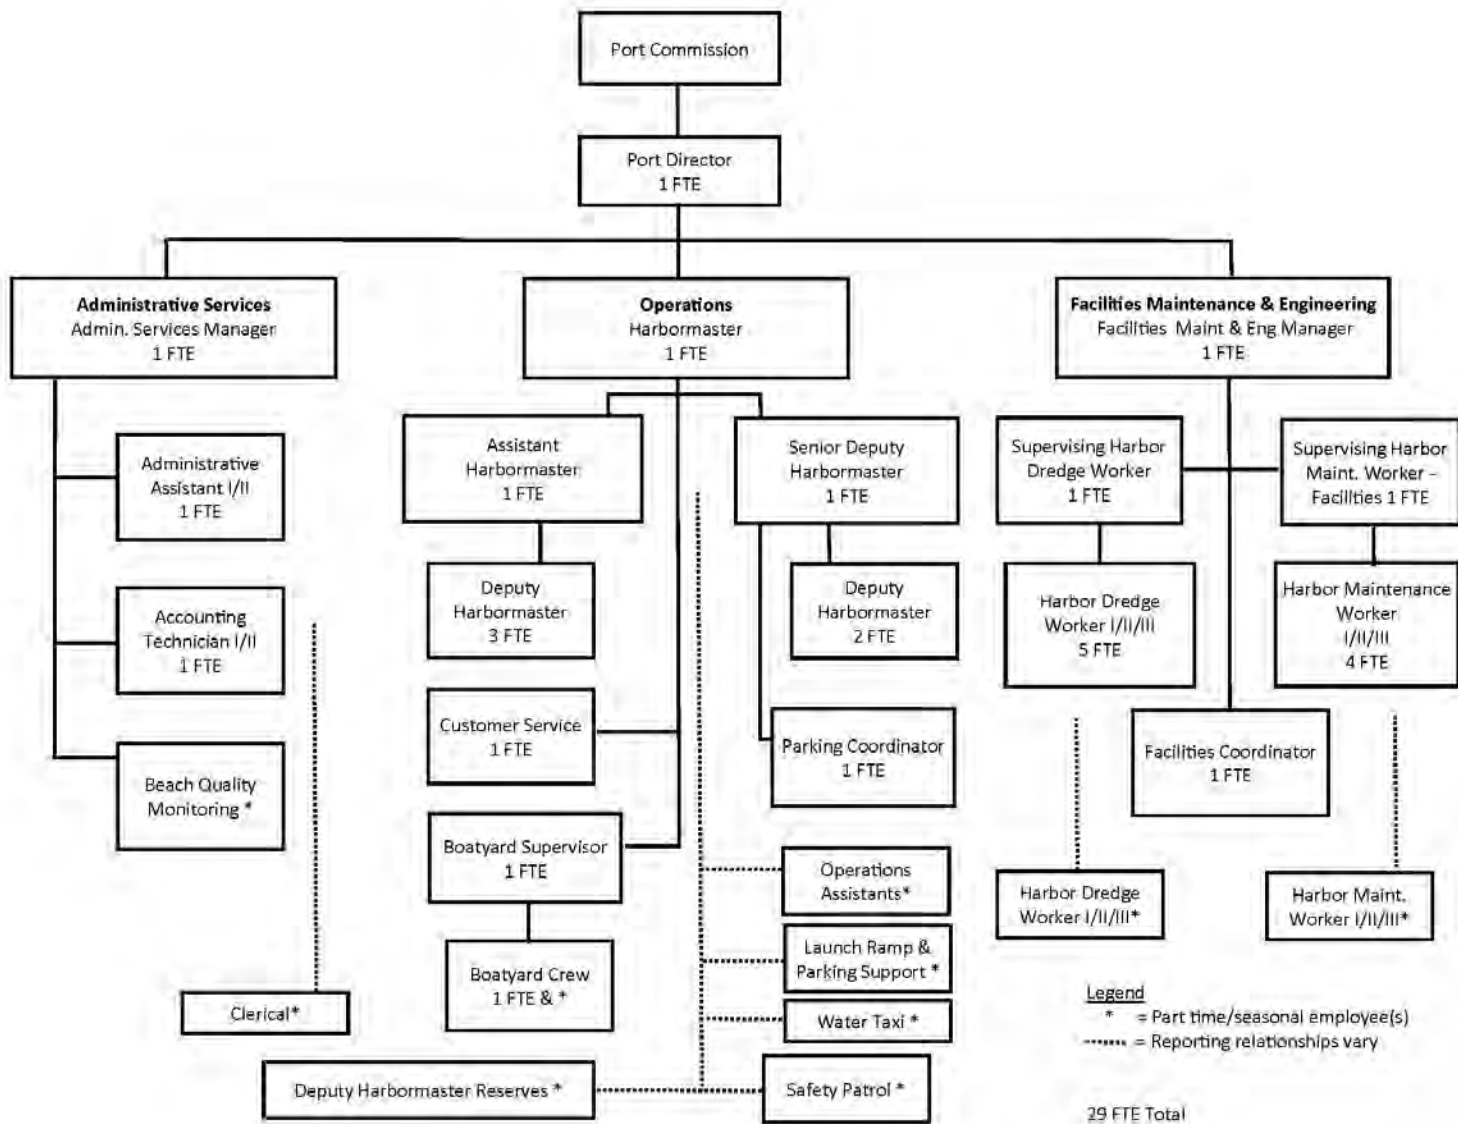 Port Commission
Port Director
1 FTE
Administrative Services
Admin. Services Manager
1 FTE
Operations
Harbormaster
1 FTE
Facilities Maintenance & Engineering
Facilities Maint & Eng Manager
1 FTE
Administrative
Assistant I/II
1 FTE
Accounting
Technician I/II
1 FTE
Beach Quality
Monitoring *
Clerical*
Assistant
Harbormaster
1 FTE
Deputy
Harbormaster
3 FTE
Customer Service
1 FTE
Boatyard Supervisor
1 FTE
Boatyard Crew
1 FTE & *
Deputy Harbormaster Reserves *
Senior Deputy
Harbormaster
1 FTE
Deputy
Harbormaster
2 FTE
Parking Coordinator
1 FTE
Operations
Assistants*
Launch Ramp &
Parking Support *
Water Taxi *
Safety Patrol *
Supervising Harbor
Dredge Worker
1 FTE
Harbor Dredge
Worker I/II/III
5 FTE
Supervising Harbor
Maint. Worker -
Facilities 1 FTE
Harbor Maintenance
Worker
I/II/III
4 FTE
Facilities Coordinator
1 FTE
Harbor Dredge
Worker I/II/III*
Harbor Maint.
Worker I/II/III*
Legend
* = Part time/seasonal employee(s)
....... = Reporting relationships vary
29 FTE Total